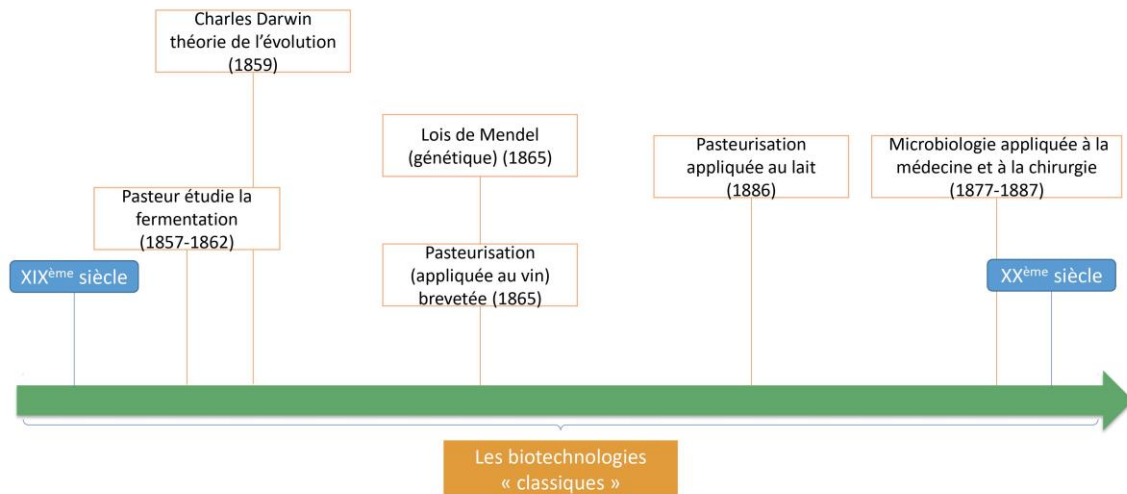 Charles Darwin
théorie de l’évolution
(1859)
Lois de Mendel
(génétique) (1865)
Pasteurisation
appliquée au lait
(1886)
Microbiologie appliquée à la
médecine et à la chirurgie
(1877-1887)
Pasteur étudie la
fermentation
(1857-1862)
Pasteurisation
(appliquée au vin)
brevetée (1865)
XIXème siècle
XXème siècle
Les biotechnologies
« classiques »